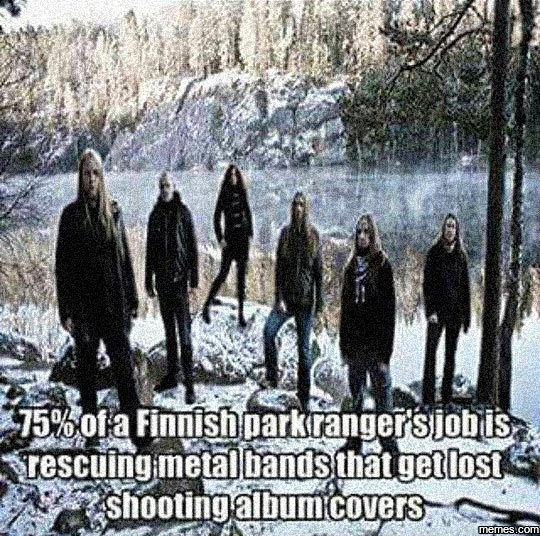 75% of a Finnish park ranger's job is
rescuing metal bands that get lost
shooting album covers
memes.com